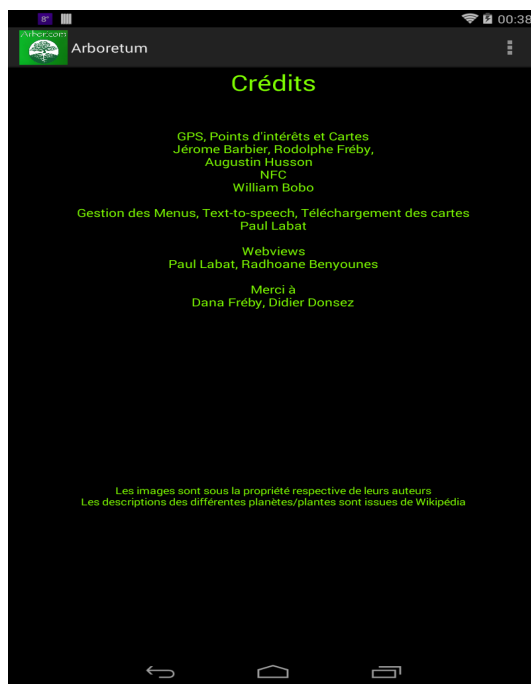 8°
00:38
Arbor.com
Arboretum
Crédits
GPS, Points d'intérêts et Cartes
Jérome Barbier, Rodolphe Fréby,
Augustin Husson
NFC
William Bobo
Gestion des Menus, Text-to-speech, Téléchargement des cartes
Paul Labat
Webviews
Paul Labat, Radhoane Benyounes
Merci à
Dana Fréby, Didier Donsez
Les images sont sous la propriété respective de leurs auteurs
Les descriptions des différentes planètes/plantes sont issues de Wikipédia